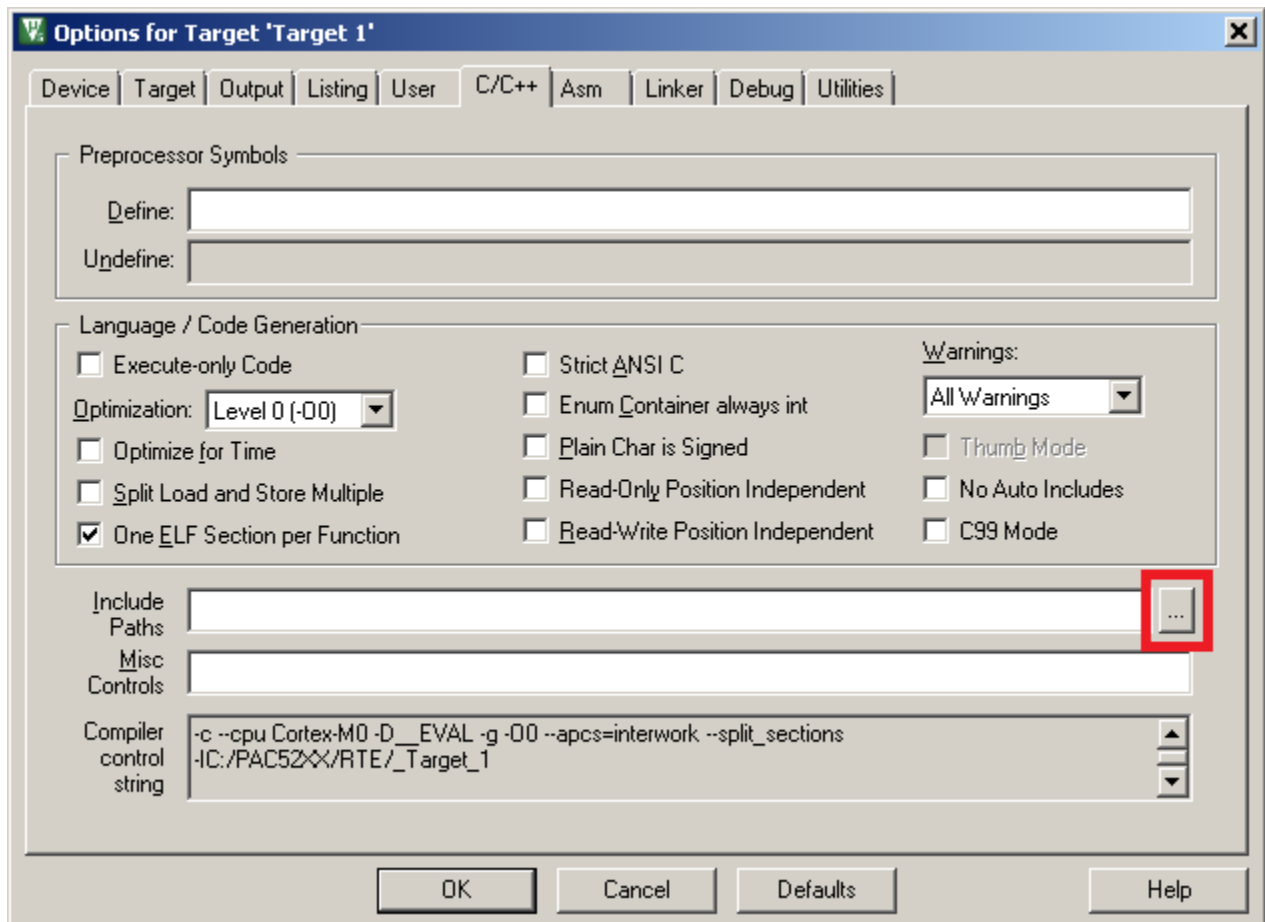 Options for Target 'Target 1'
Device Target Output Listing User C/C++ Asm Linker Debug Utilities
Preprocessor Symbols
Define:
Undefine:
Language / Code Generation
Execute-only Code
Optimization: Level 0 (-O0)
Optimize for Time
Split Load and Store Multiple
One ELF Section per Function
Strict ANSI C
Enum Container always int
Plain Char is Signed
Read-Only Position Independent
Read-Write Position Independent
Warnings:
All Warnings
Thumb Mode
No Auto Includes
C99 Mode
Include
Paths
...
Misc
Controls
Compiler
control
string
-c --cpu Cortex-M0 -D__EVAL -g -O0 --apcs=interwork --split_sections
-IC:/PAC52XX/RTE/_Target_1
OK Cancel Defaults Help